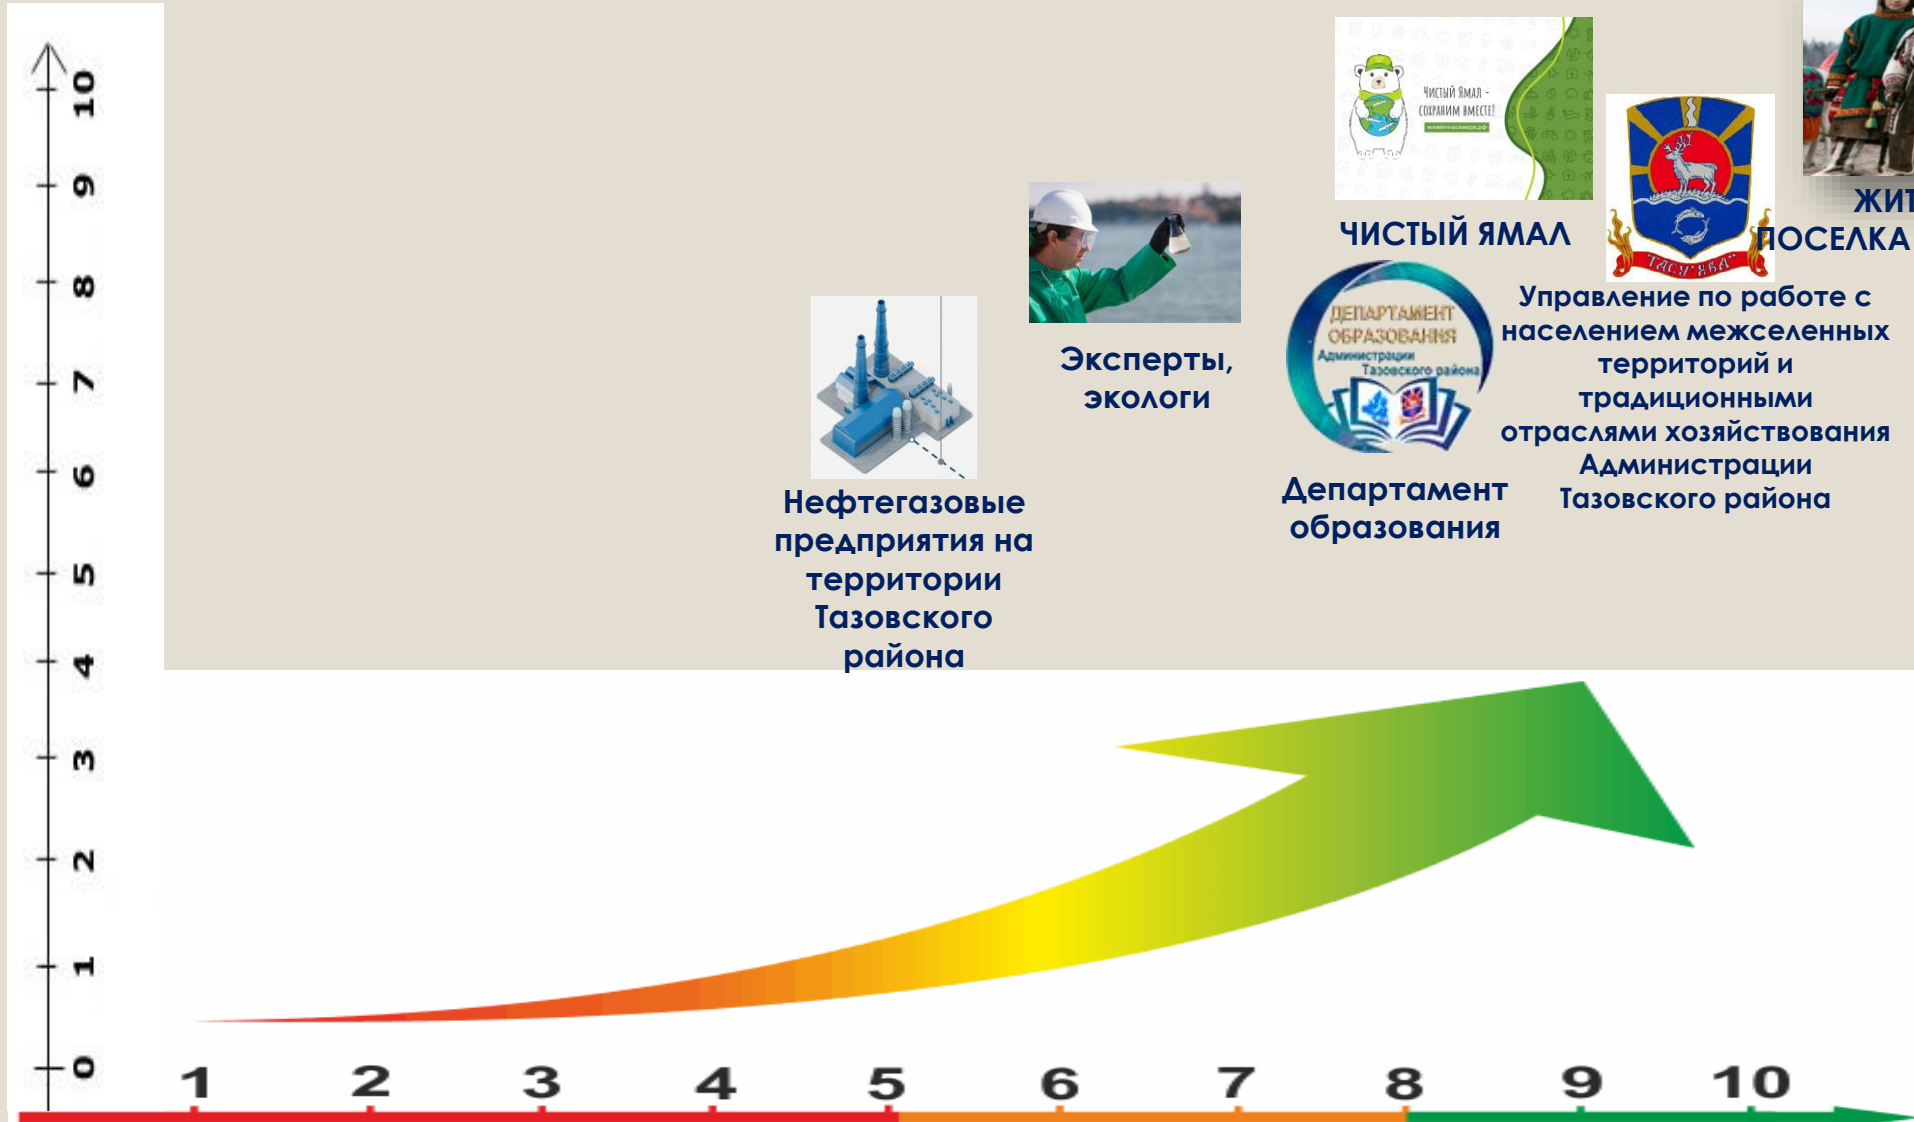 10
9
8
7
6
5
4
3
2
1
0
ЧИСТЫЙ ЯМАЛ -
СОХРАНИМ ВМЕСТЕ!
ЧИСТЫЙ ЯМАЛ
ТАСУ'ЯВА"
ЖИТ
ПОСЕЛКА
Эксперты,
экологи
ДЕПАРТАМЕНТ
ОБРАЗОВАНИЯ
Администрации
Тазовского района
Департамент
образования
Управление по работе с
населением межселенных
территорий и
традиционными
отраслями хозяйствования
Администрации
Тазовского района
Нефтегазовые
предприятия на
территории
Тазовского
района
1 2 3 4 5 6 7 8 9 10